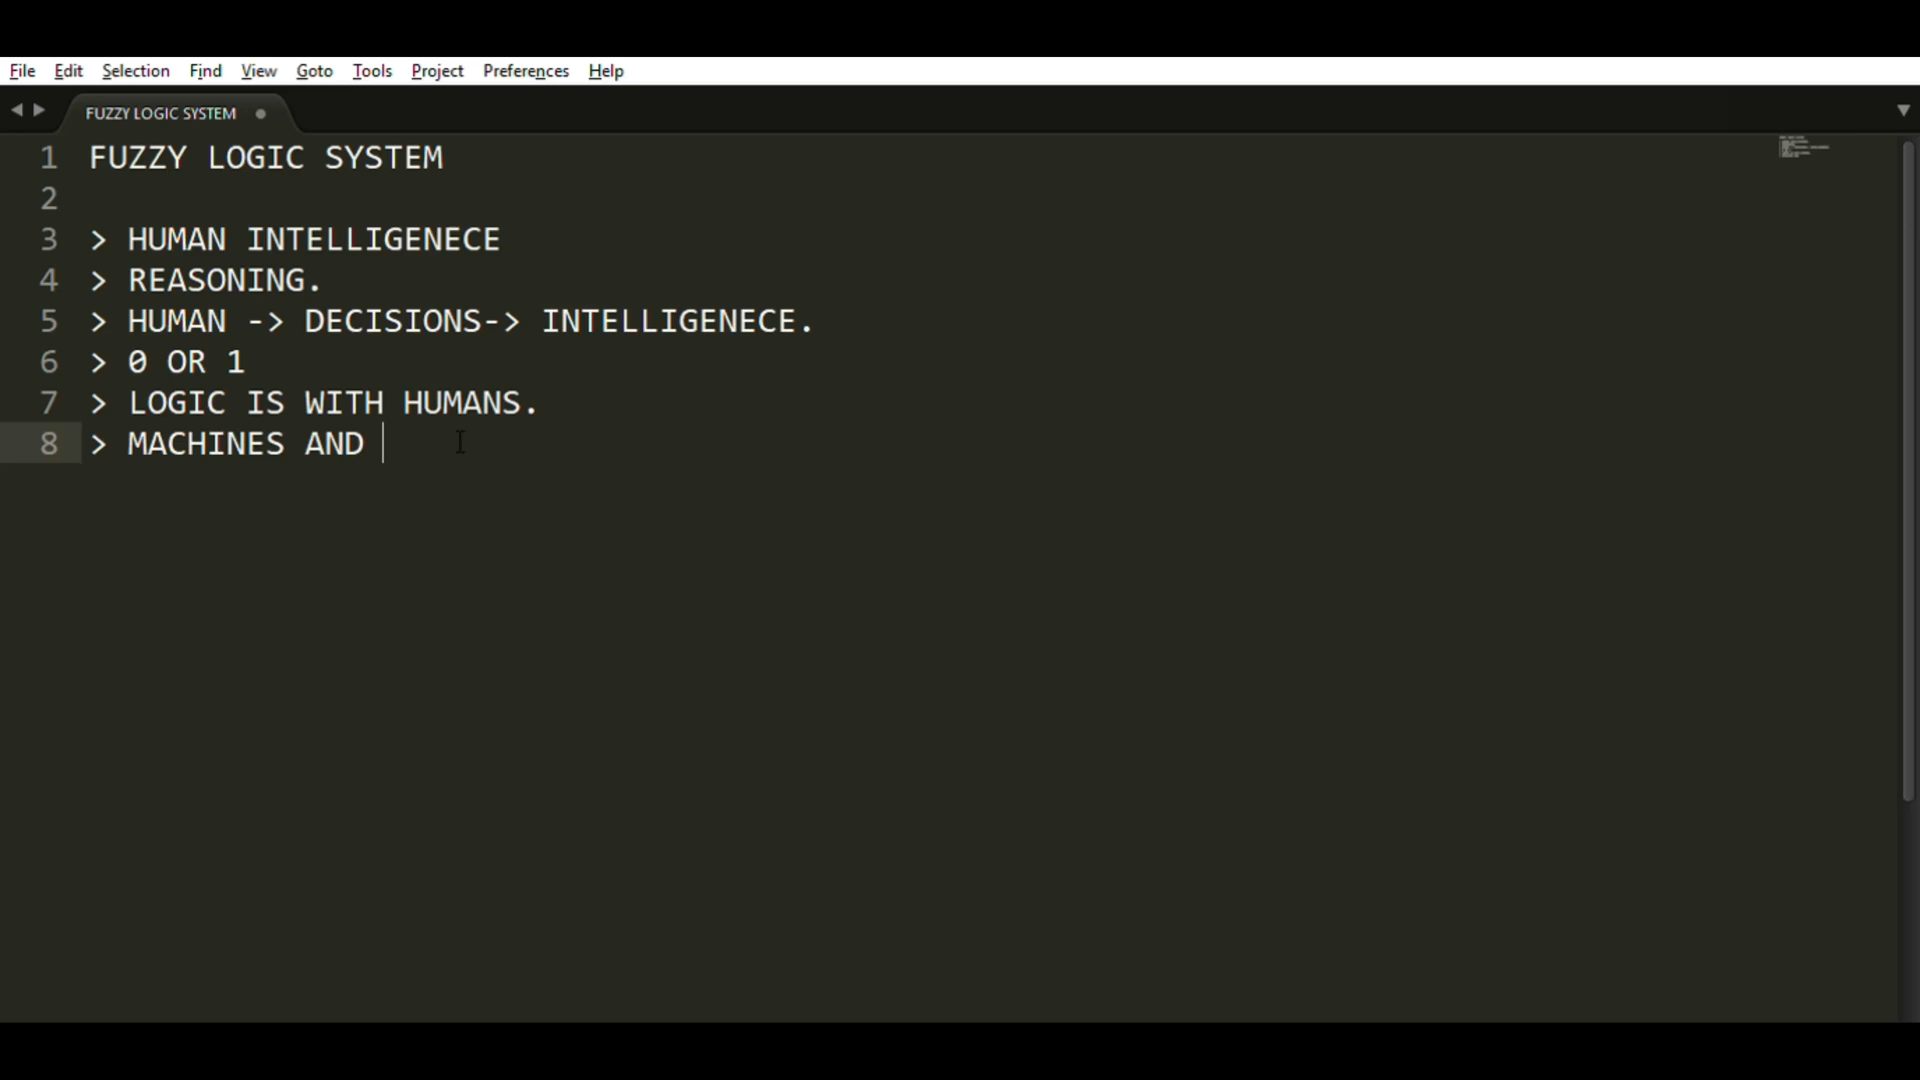 File Edit Selection Find View Goto Tools Project Preferences Help
FUZZY LOGIC SYSTEM
1 FUZZY LOGIC SYSTEM
2
3 > HUMAN INTELLIGENECE
4 > REASONING.
5 > HUMAN -> DECISIONS-> INTELLIGENECE.
6 > 0 OR 1
7 > LOGIC IS WITH HUMANS.
8 > MACHINES AND